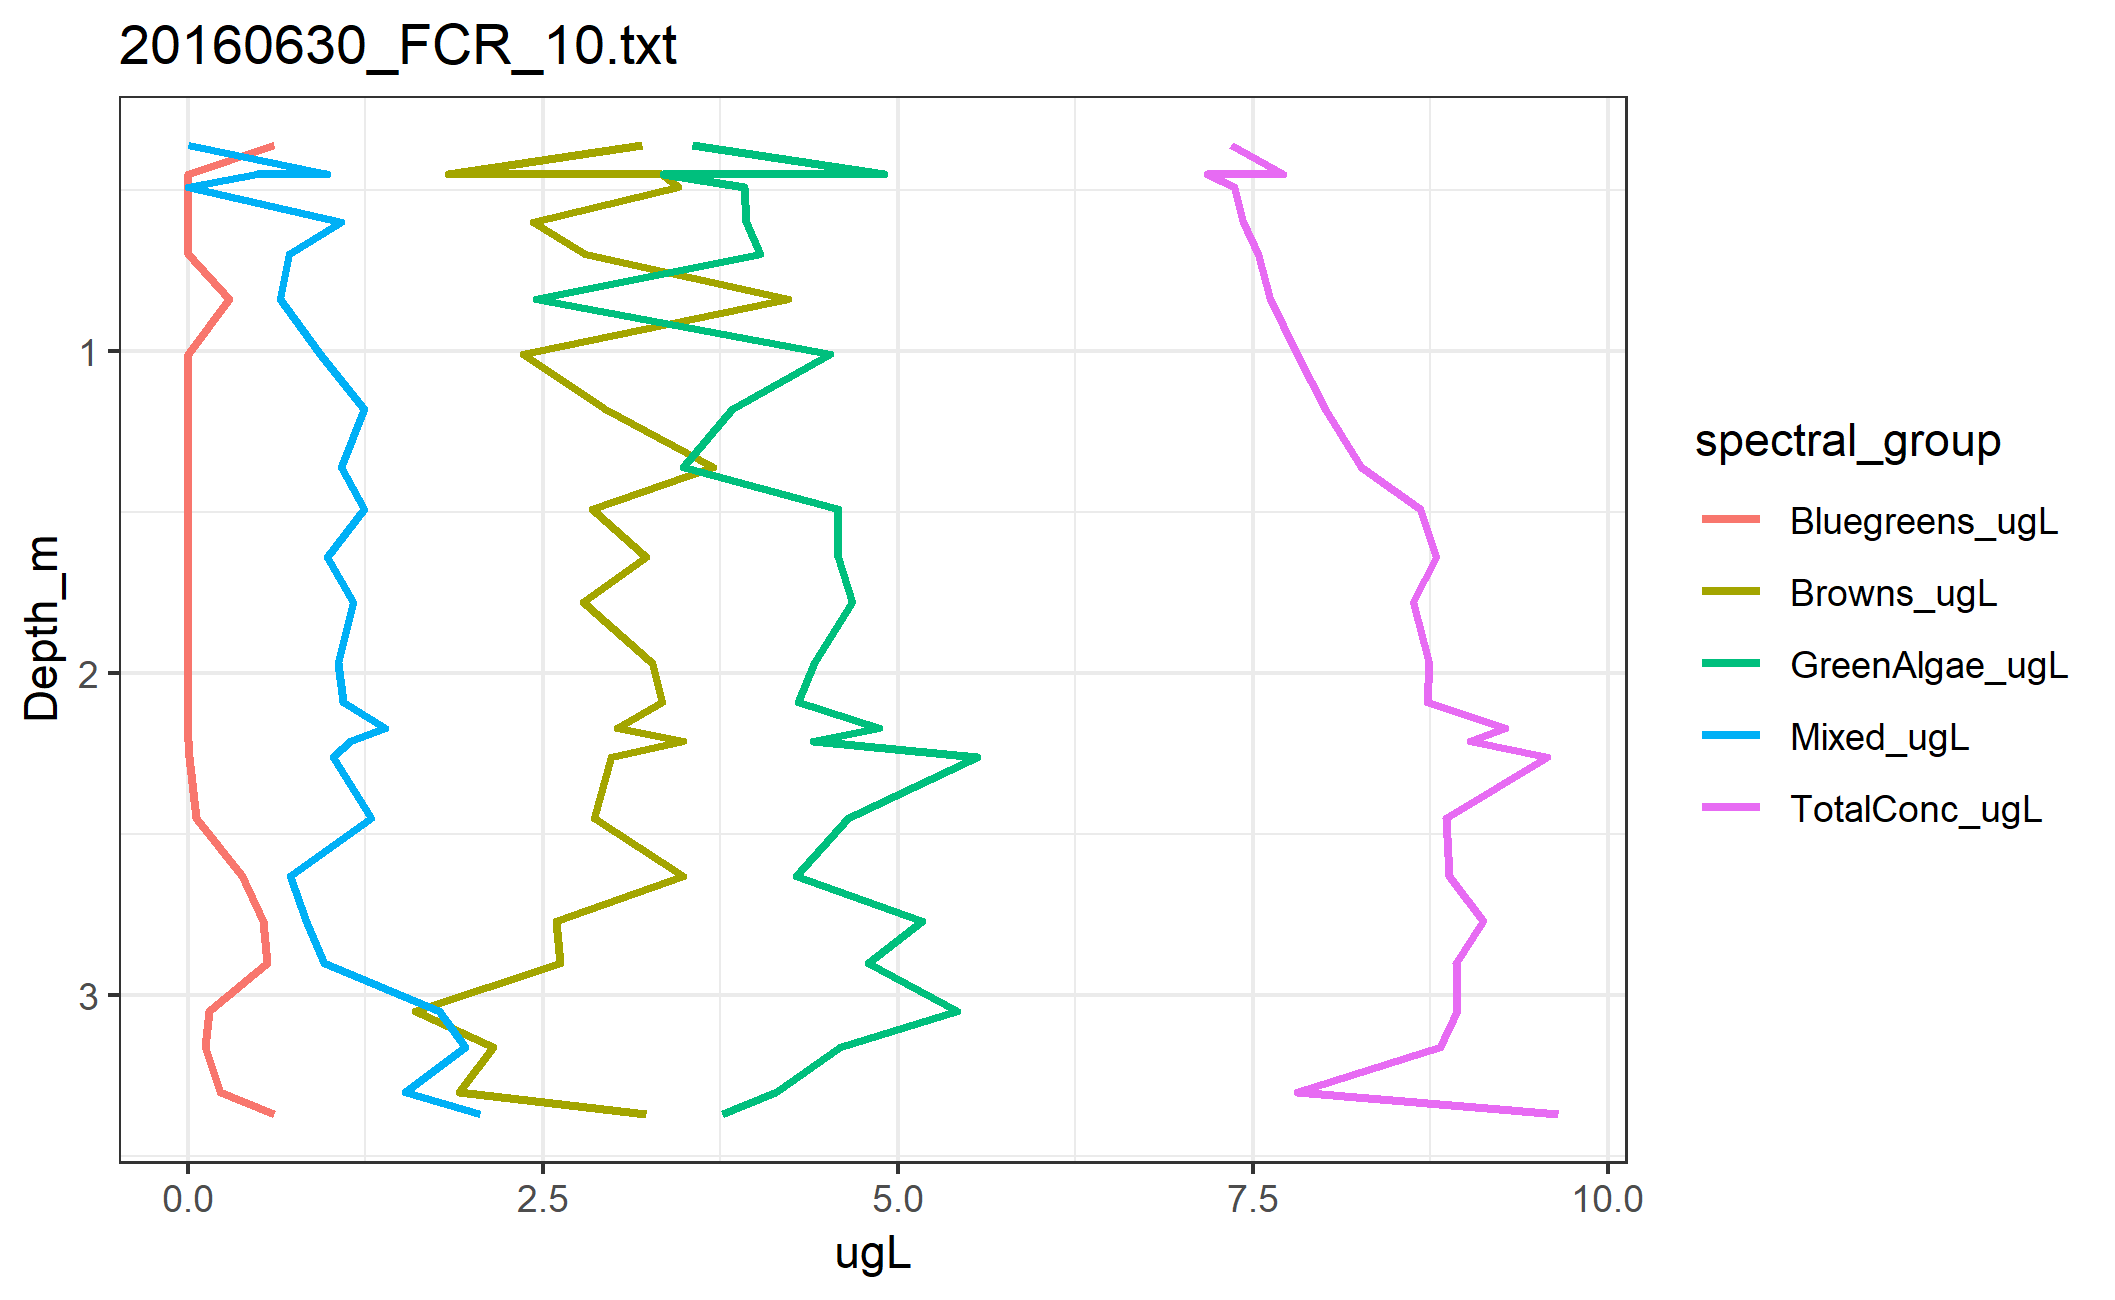 20160630_FCR_10.txt
Depth_m
1
2
3
0.0 2.5 5.0 7.5 10.0
ugL
spectral_group
Bluegreens_ugL
Browns_ugL
GreenAlgae_ugL
Mixed_ugL
TotalConc_ugL